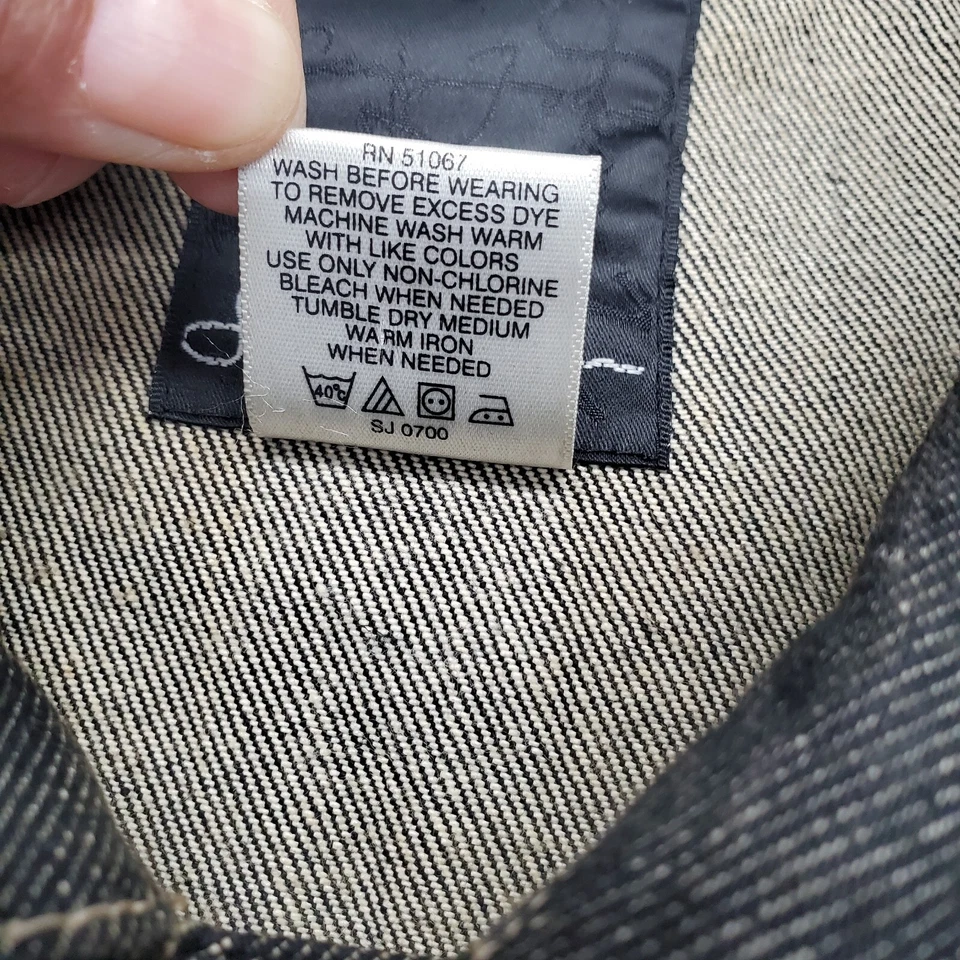 RN 51067
WASH BEFORE WEARING
TO REMOVE EXCESS DYE
MACHINE WASH WARM
WITH LIKE COLORS
USE ONLY NON-CHLORINE
BLEACH WHEN NEEDED
TUMBLE DRY MEDIUM
WARM IRON
WHEN NEEDED
40°C
SJ 0700